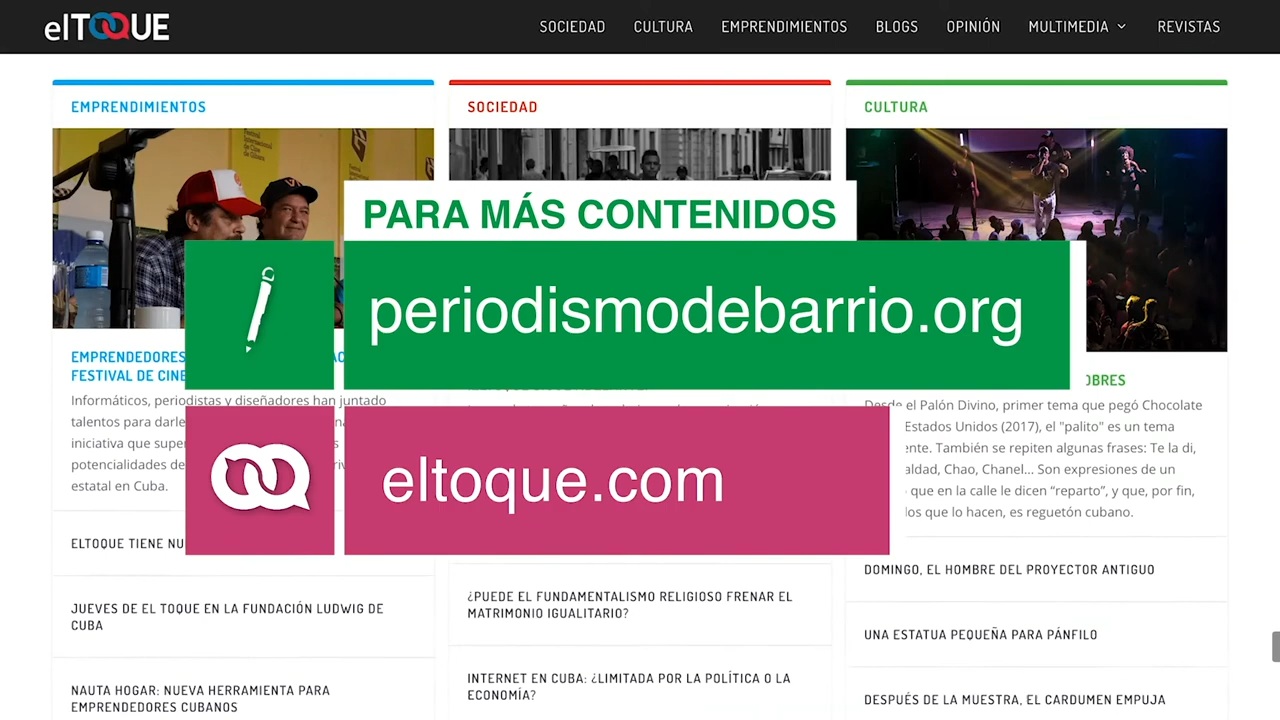 elTOQUE
SOCIEDAD CULTURA EMPRENDIMIENTOS BLOGS OPINIÓN MULTIMEDIA REVISTAS
EMPRENDIMIENTOS
SOCIEDAD
CULTURA
PARA MÁS CONTENIDOS
periodismodebarrio.org
eltoque.com
EMPRENDEDORES
FESTIVAL DE CINE
Informáticos, periodistas y diseñadores han juntado
talentos para darle
iniciativa que
potencialidades de
estatal en Cuba.
ELTOQUE TIENE
JUEVES DE EL TOQUE EN LA FUNDACIÓN LUDWIG DE
CUBA
NAUTA HOGAR: NUEVA HERRAMIENTA PARA
EMPRENDEDORES CUBANOS
¿PUEDE EL FUNDAMENTALISMO RELIGIOSO FRENAR EL
MATRIMONIO IGUALITARIO?
INTERNET EN CUBA: ¿LIMITADA POR LA POLÍTICA O LA
ECONOMÍA?
Desde el Palón Divino, primer tema que pegó Chocolate
Estados Unidos (2017), el "palito" es un tema
También se repiten algunas frases: Te la di,
Chao, Chanel... Son expresiones de un
que en la calle le dicen “reparto”, y que, por fin,
los que lo hacen, es reguetón cubano.
DOMINGO, EL HOMBRE DEL PROYECTOR ANTIGUO
UNA ESTATUA PEQUEÑA PARA PÁNFILO
DESPUÉS DE LA MUESTRA, EL CARDUMEN EMPUJA